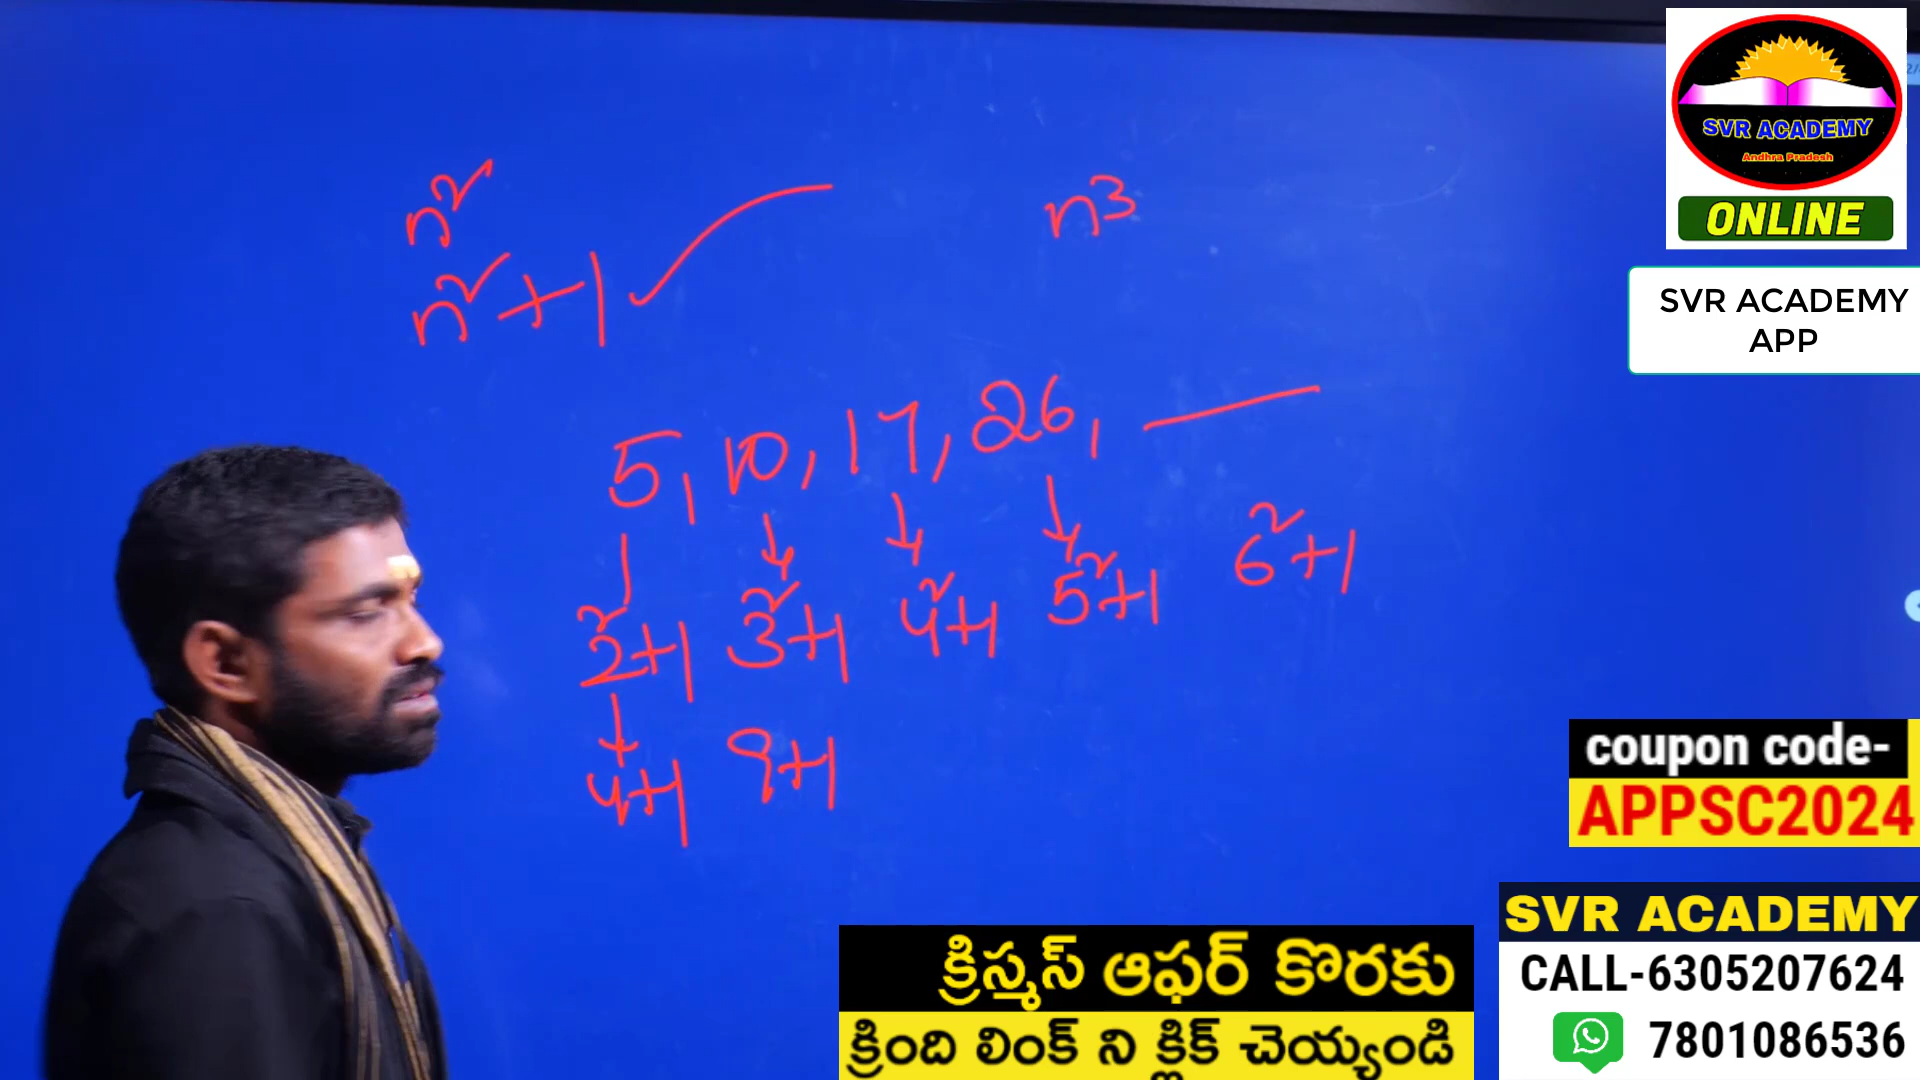 n²
n²+1
n³
5, 10, 17, 26,
2²+1 3²+1 4²+1 5²+1 6²+1
4+1 9+1
SVR ACADEMY
Andhra Pradesh
ONLINE
SVR ACADEMY
APP
coupon code-
APPSC2024
క్రిస్మస్ ఆఫర్ కొరకు
క్రింది లింక్ ని క్లిక్ చెయ్యండి
SVR ACADEMY
CALL-6305207624
7801086536